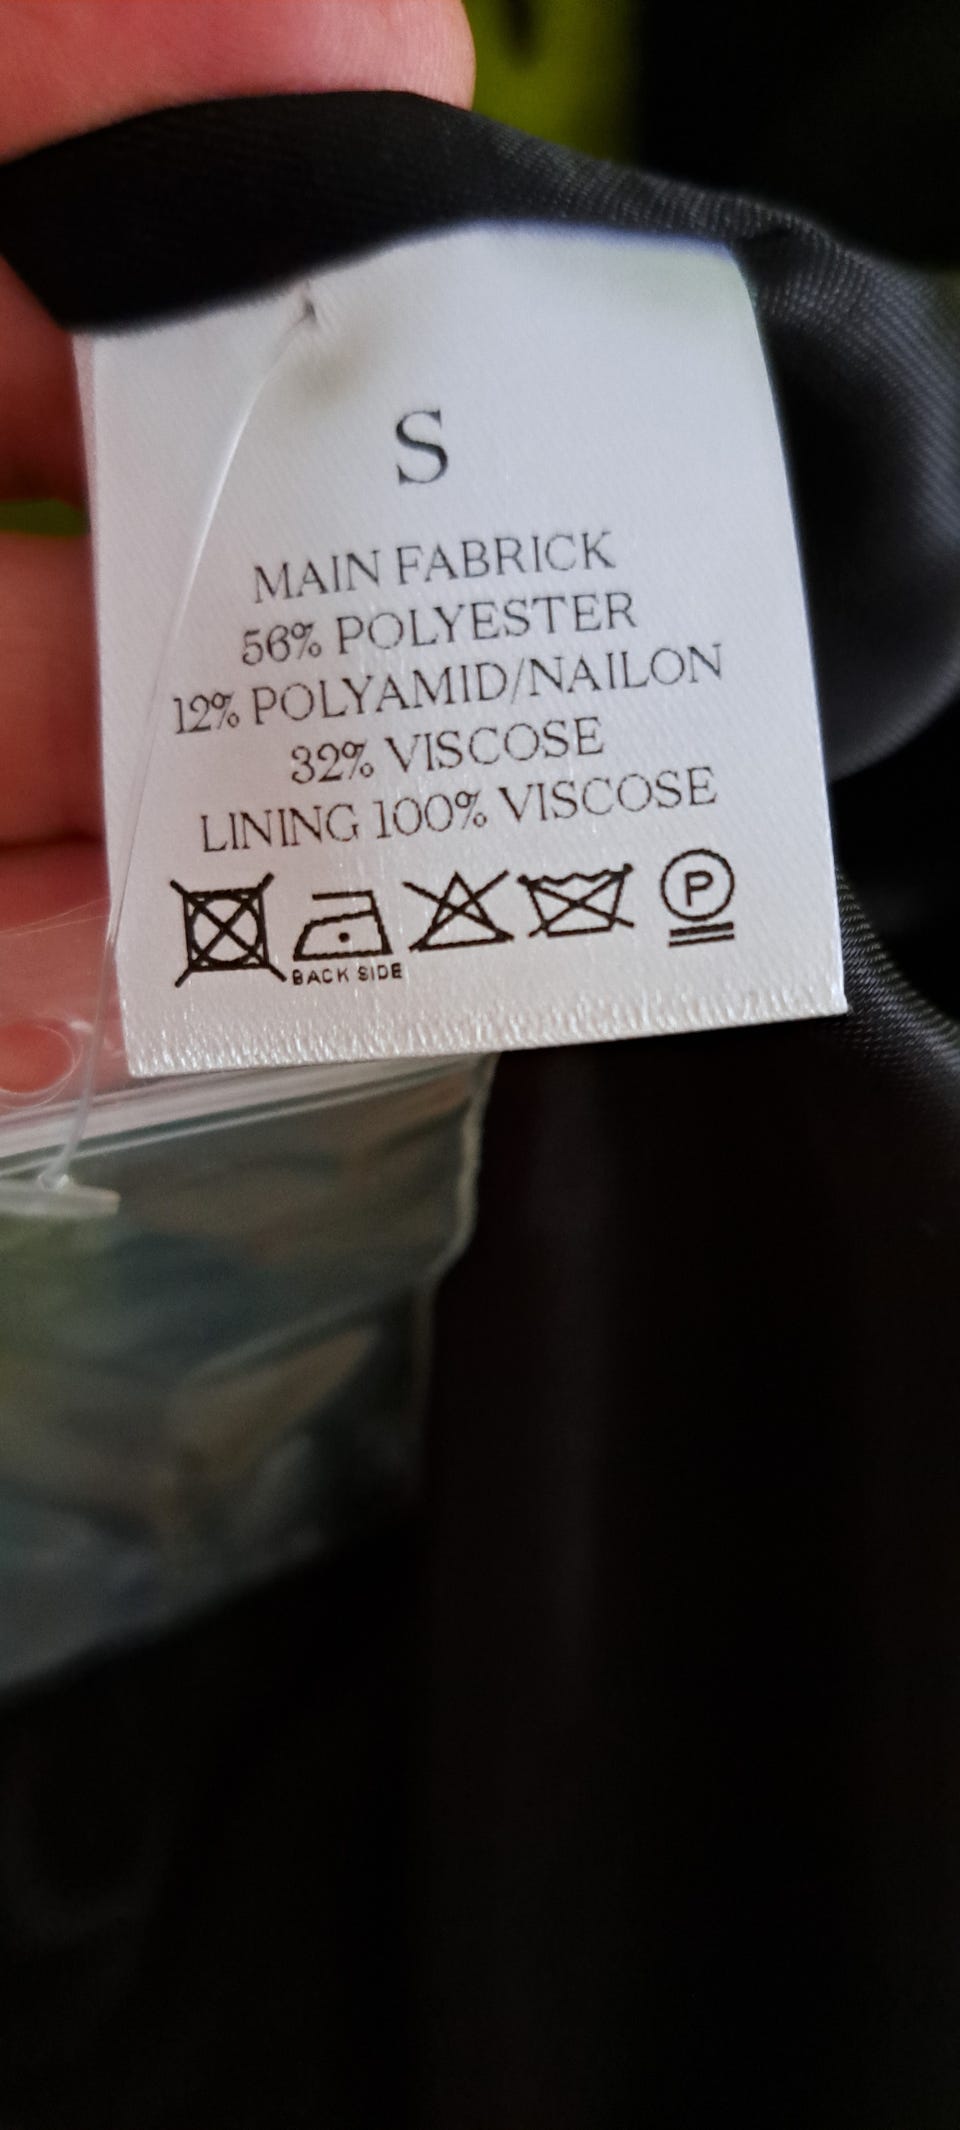 S
MAIN FABRICK
56% POLYESTER
12% POLYAMID/NAILON
32% VISCOSE
LINING 100% VISCOSE
P
BACK SIDE